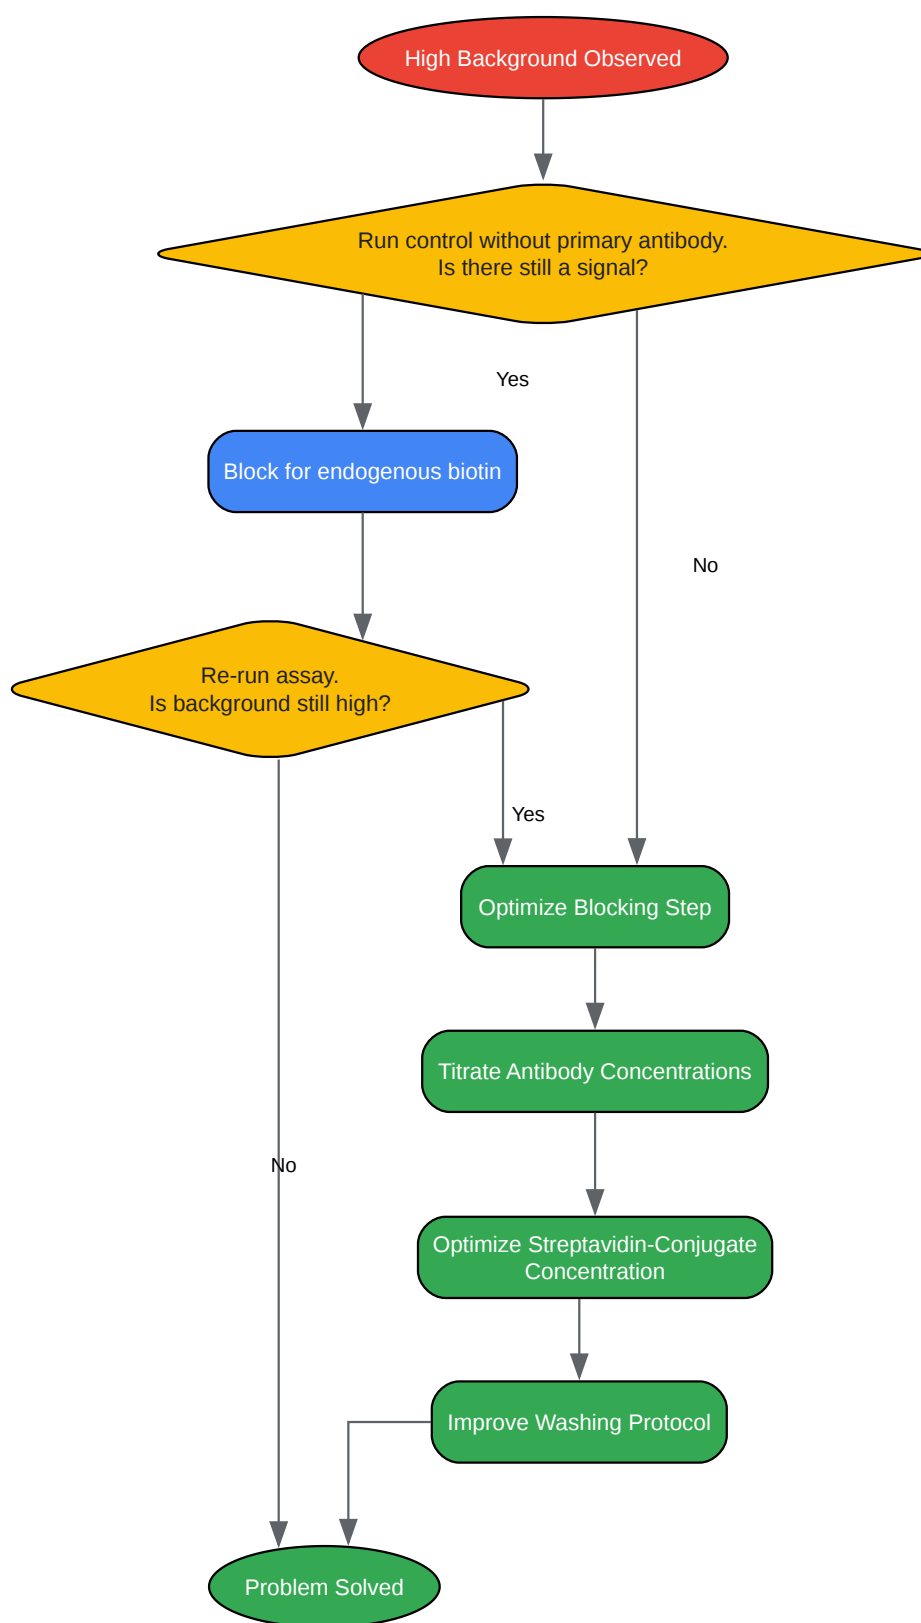 High Background Observed
Run control without primary antibody.
Is there still a signal?
Yes
Block for endogenous biotin
No
Re-run assay.
Is background still high?
Yes
Optimize Blocking Step
Titrate Antibody Concentrations
No
Optimize Streptavidin-Conjugate
Concentration
Improve Washing Protocol
Problem Solved